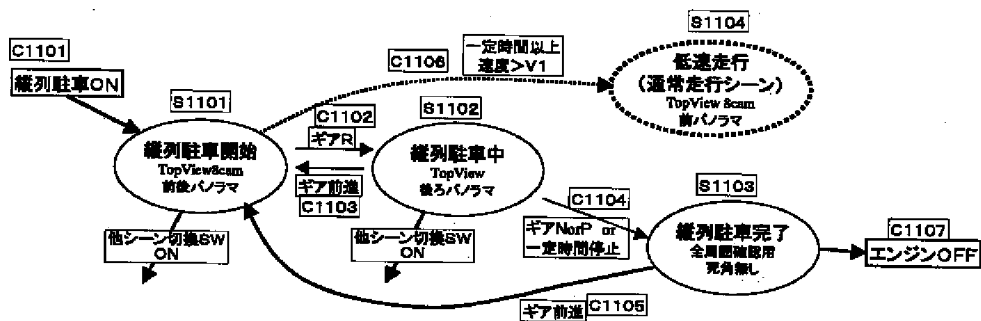 C1101
縦列駐車ON
S1101
縦列駐車開始
TopView8cam
前後パノラマ
C1102
ギアR
ギア前進
C1103
S1102
縦列駐車中
TopView
後ろパノラマ
C1106
一定時間以上
速度>V1
S1104
低速走行
(通常走行シーン)
TopView 8cam
前パノラマ
C1104
ギアNorP or
一定時間停止
S1103
縦列駐車完了
全周囲確認用
死角無し
C1107
エンジンOFF
他シーン切換SW
ON
他シーン切換SW
ON
ギア前進
C1105